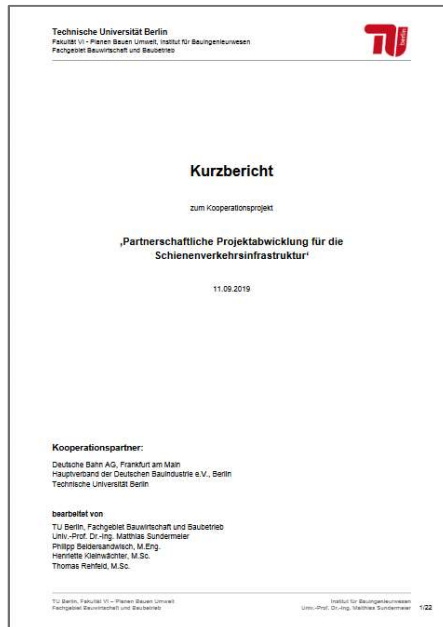 Technische Universität Berlin
Fakultät VI - Planen Bauen Umwelt, Institut für Bauingenieurwesen
Fachgebiet Bauwirtschaft und Baubetrieb
berlin
Kurzbericht
zum Kooperationsprojekt
‚Partnerschaftliche Projektabwicklung für die
Schienenverkehrsinfrastruktur‘
11.09.2019
Kooperationspartner:
Deutsche Bahn AG, Frankfurt am Main
Hauptverband der Deutschen Bauindustrie e.V., Berlin
Technische Universität Berlin
bearbeitet von
TU Berlin, Fachgebiet Bauwirtschaft und Baubetrieb
Univ.-Prof. Dr.-Ing. Matthias Sundermeier
Philipp Beidersandwisch, M.Eng.
Henriette Kleinwächter, M.Sc.
Thomas Rehfeld, M.Sc.
TU Berlin, Fakultät VI – Planen Bauen Umwelt
Fachgebiet Bauwirtschaft und Baubetrieb
Institut für Bauingenieurwesen
Univ.-Prof. Dr.-Ing. Matthias Sundermeier 1/22